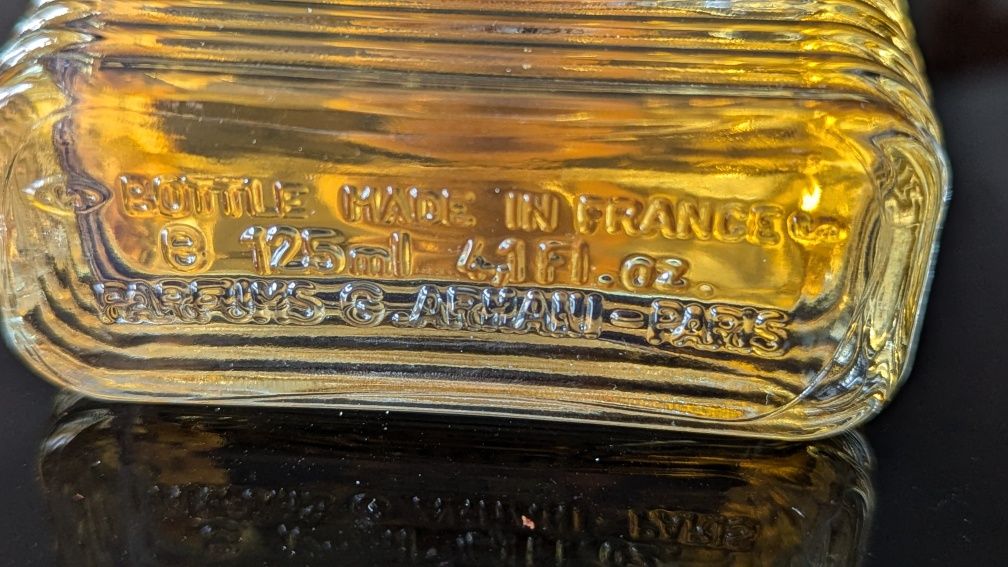 BOTTLE MADE IN FRANCE
125ml 4,1 Fl. oz.
PARFUMS G. ARMANI - PARIS